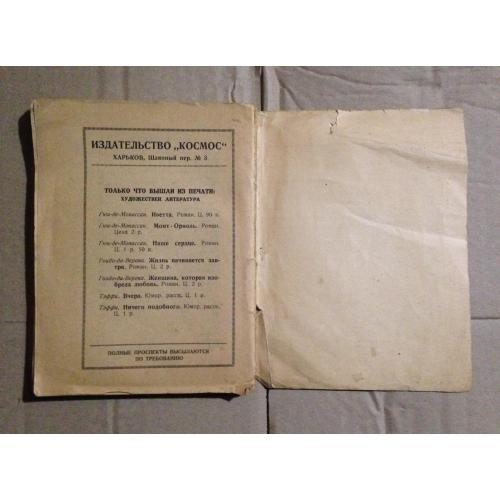 ИЗДАТЕЛЬСТВО „КОСМОС“
ХАРЬКОВ, Шляпный пер. № 3
ТОЛЬКО ЧТО ВЫШЛИ ИЗ ПЕЧАТИ:
ХУДОЖЕСТВЕН. ЛИТЕРАТУРА
Гюи-де-Мопассан. Иветта. Роман. Ц. 90 к.
Гюи-де-Мопассан. Монт-Ориоль. Роман.
Цена 2 р.
Гюи-де-Мопассан. Наше сердце. Роман.
Ц. 1 р. 50 к.
Гвидо-да-Верона. Жизнь начинается зав-
тра. Роман. Ц. 2 р.
Гвидо-да-Верона. Женщина, которая изо-
брела любовь. Роман. Ц. 2 р.
Тэффи. Вчера. Юмор. расск. Ц. 1 р.
Тэффи. Ничего подобного. Юмор. расск.
Ц. 1 р.
ПОЛНЫЕ ПРОСПЕКТЫ ВЫСЫЛАЮТСЯ
ПО ТРЕБОВАНИЮ